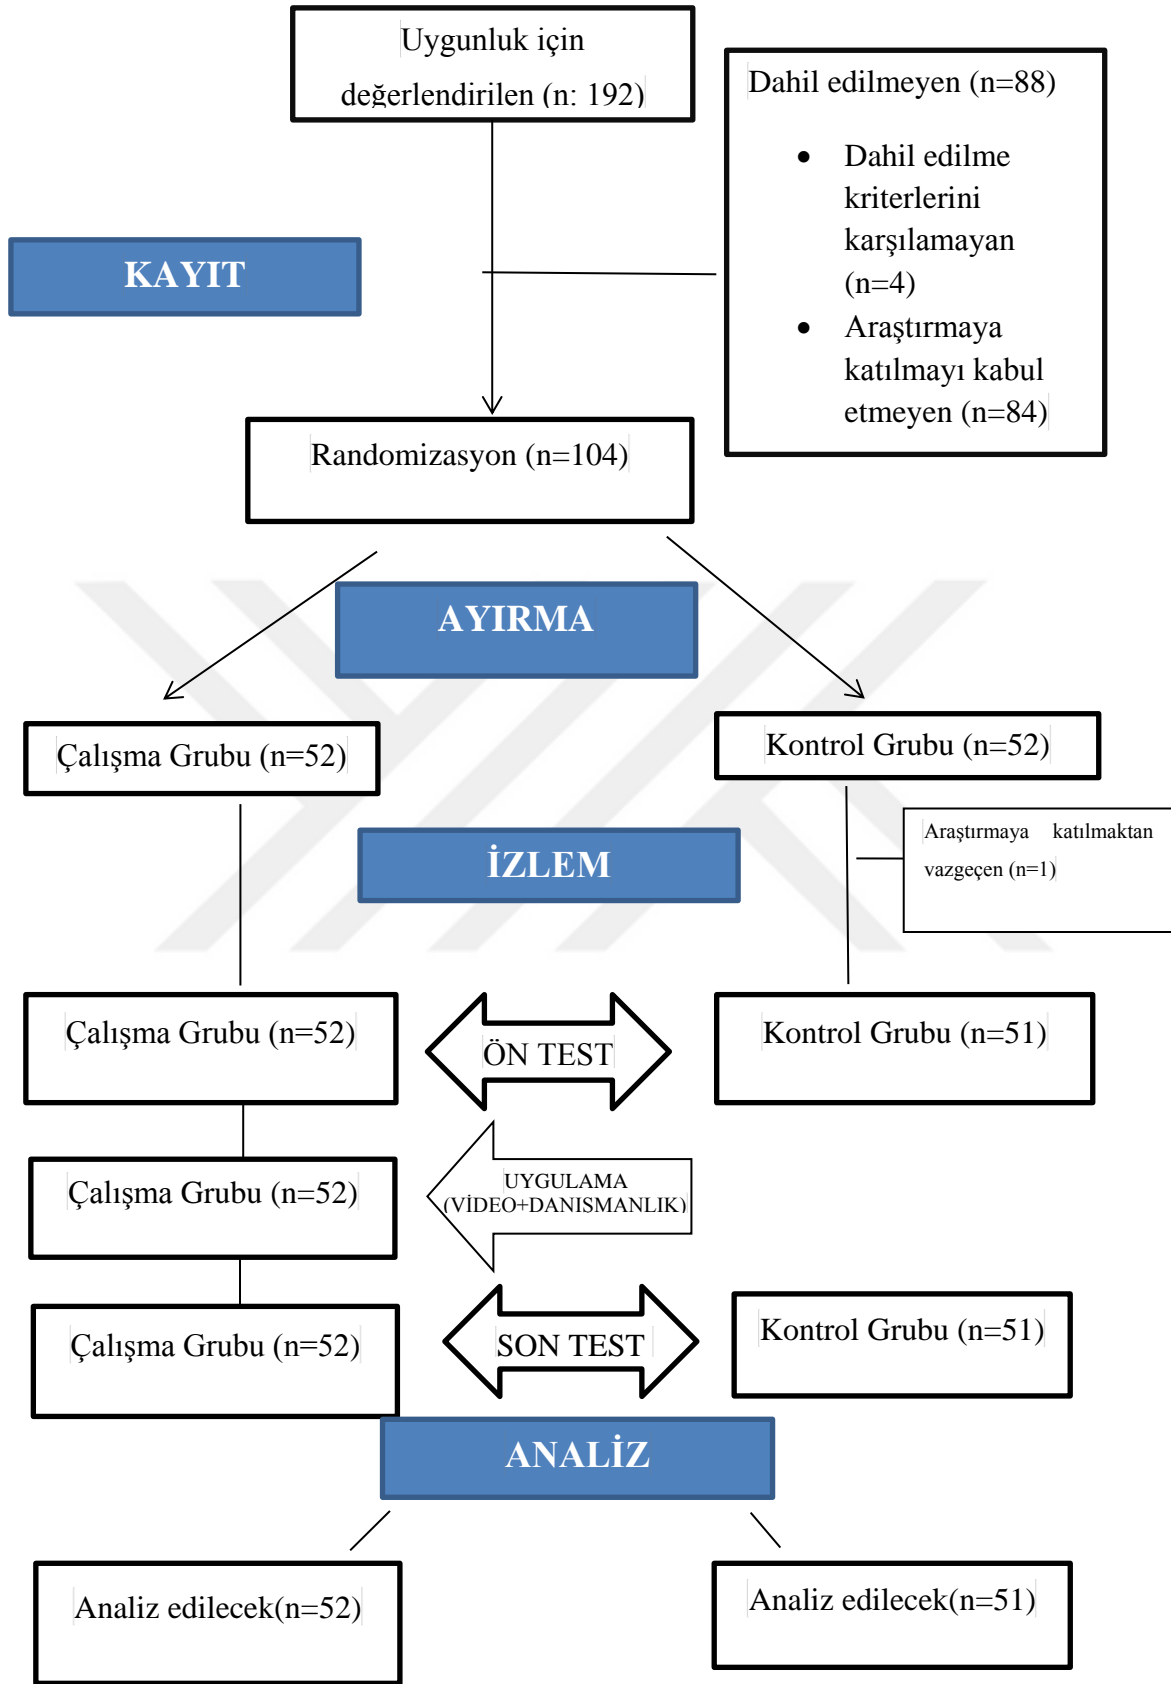 Uygunluk için
değerlendirilen (n: 192)
Dahil edilmeyen (n=88)
• Dahil edilme
kriterlerini
karşılamayan
(n=4)
• Araştırmaya
katılmayı kabul
etmeyen (n=84)
KAYIT
Randomizasyon (n=104)
AYIRMA
Çalışma Grubu (n=52)
Kontrol Grubu (n=52)
Araştırmaya katılmaktan
vazgeçen (n=1)
İZLEM
Çalışma Grubu (n=52)
ÖN TEST
Kontrol Grubu (n=51)
Çalışma Grubu (n=52)
UYGULAMA
(VİDEO+DANISMANLIK)
Çalışma Grubu (n=52)
SON TEST
Kontrol Grubu (n=51)
ANALİZ
Analiz edilecek(n=52)
Analiz edilecek(n=51)